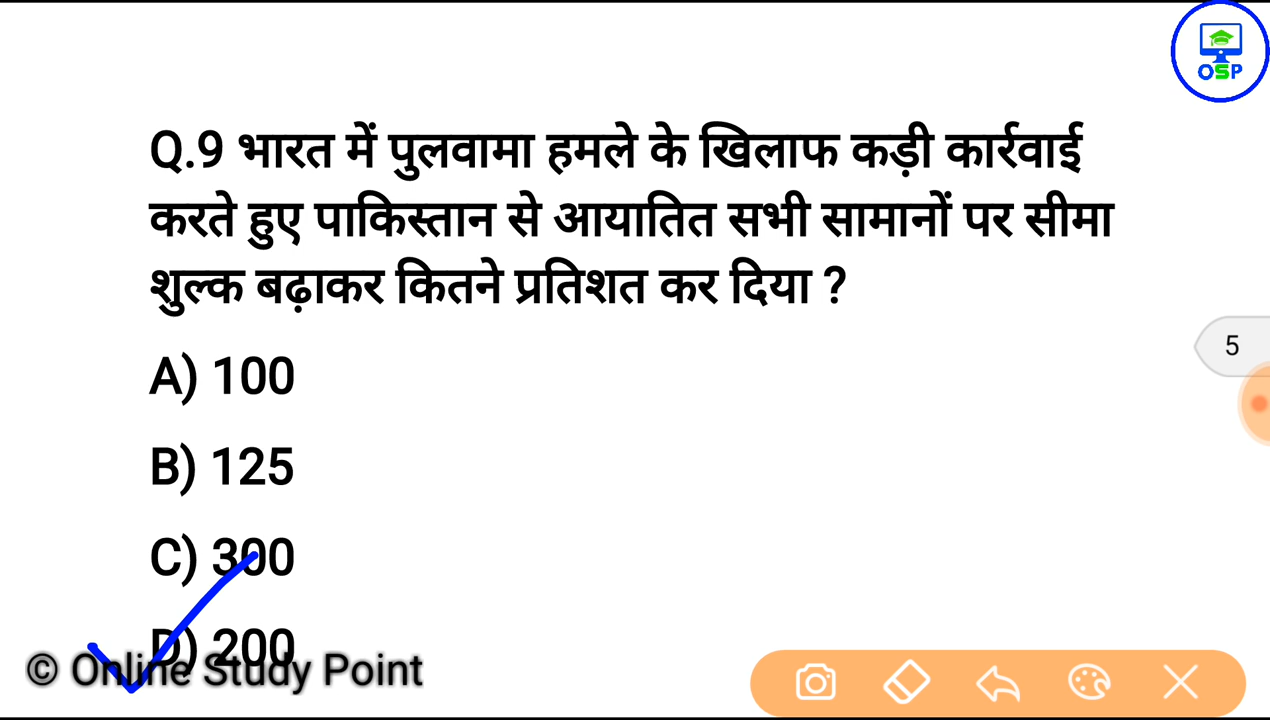 OSP
Q.9 भारत में पुलवामा हमले के खिलाफ कड़ी कार्रवाई
करते हुए पाकिस्तान से आयातित सभी सामानों पर सीमा
शुल्क बढ़ाकर कितने प्रतिशत कर दिया ?
A) 100
5
B) 125
C) 300
D) 200
© Online Study Point